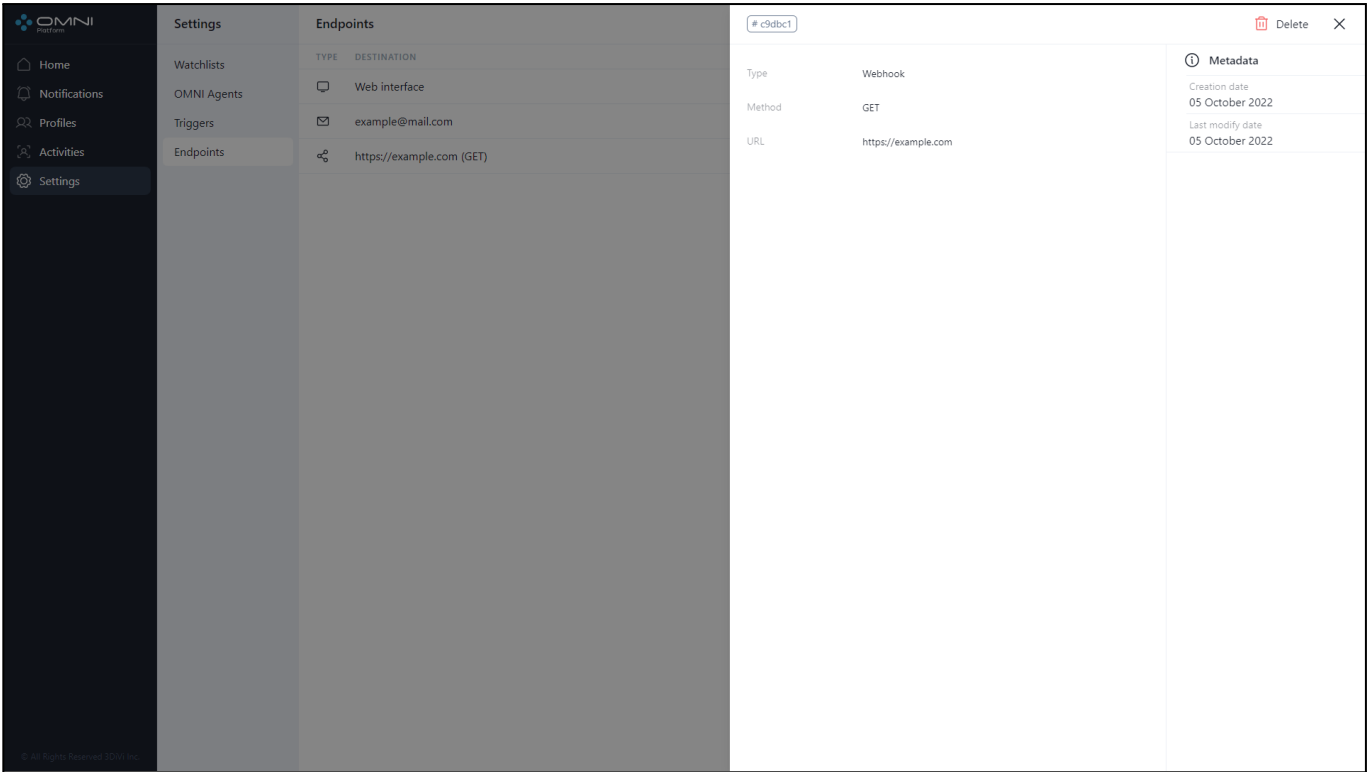 OMNI
Platform
Home
Notifications
Profiles
Activities
Settings
© All Rights Reserved 3DiVi Inc.
Settings
Watchlists
OMNI Agents
Triggers
Endpoints
Endpoints
TYPE DESTINATION
Web interface
example@mail.com
https://example.com (GET)
# c9dbc1
Delete
Type Webhook
Method GET
URL https://example.com
Metadata
Creation date
05 October 2022
Last modify date
05 October 2022